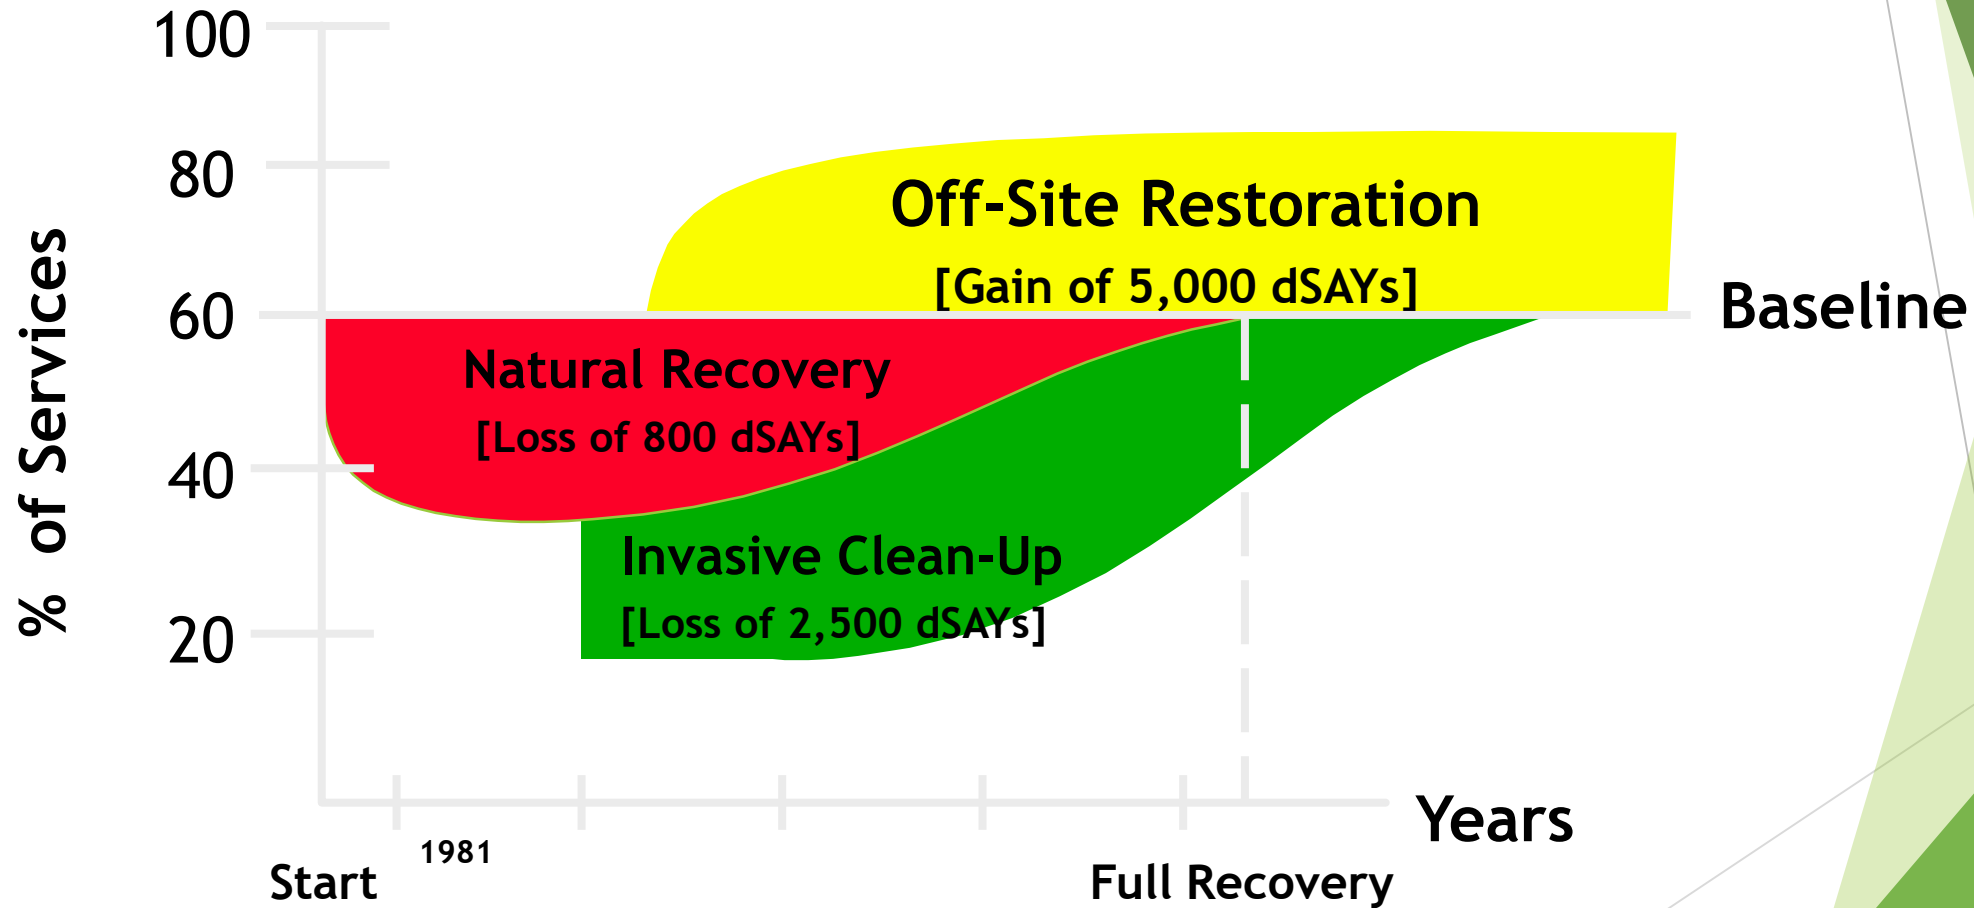 100
80
60
40
20
% of Services
Off-Site Restoration
[Gain of 5,000 dSAYs]
Baseline
Natural Recovery
[Loss of 800 dSAYs]
Invasive Clean-Up
[Loss of 2,500 dSAYs]
Years
1981
Start
Full Recovery